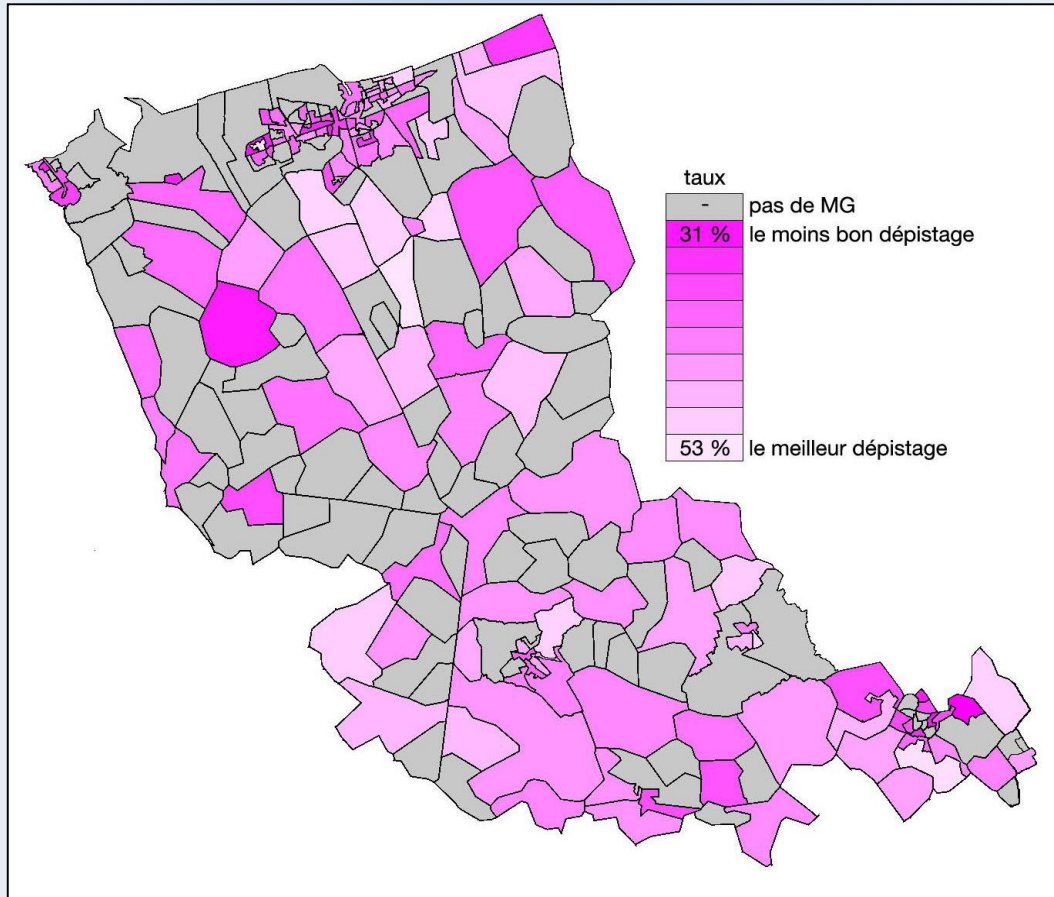 taux
- pas de MG
31 % le moins bon dépistage
53 % le meilleur dépistage